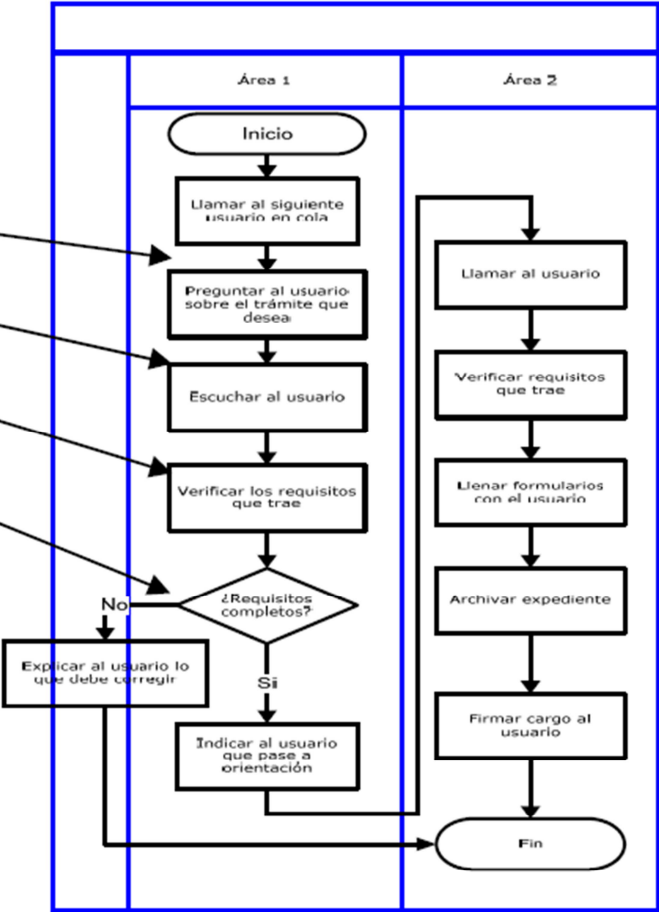 Área 1
Área 2
Inicio
Llamar al siguiente
usuario en cola
Preguntar al usuario
sobre el trámite que
desea
Escuchar al usuario
Verificar los requisitos
que trae
¿Requisitos
completos?
No
Explicar al usuario lo
que debe corregir
Si
Indicar al usuario
que pase a
orientación
Llamar al usuario
Verificar requisitos
que trae
Llenar formularios
con el usuario
Archivar expediente
Firmar cargo al
usuario
Fin